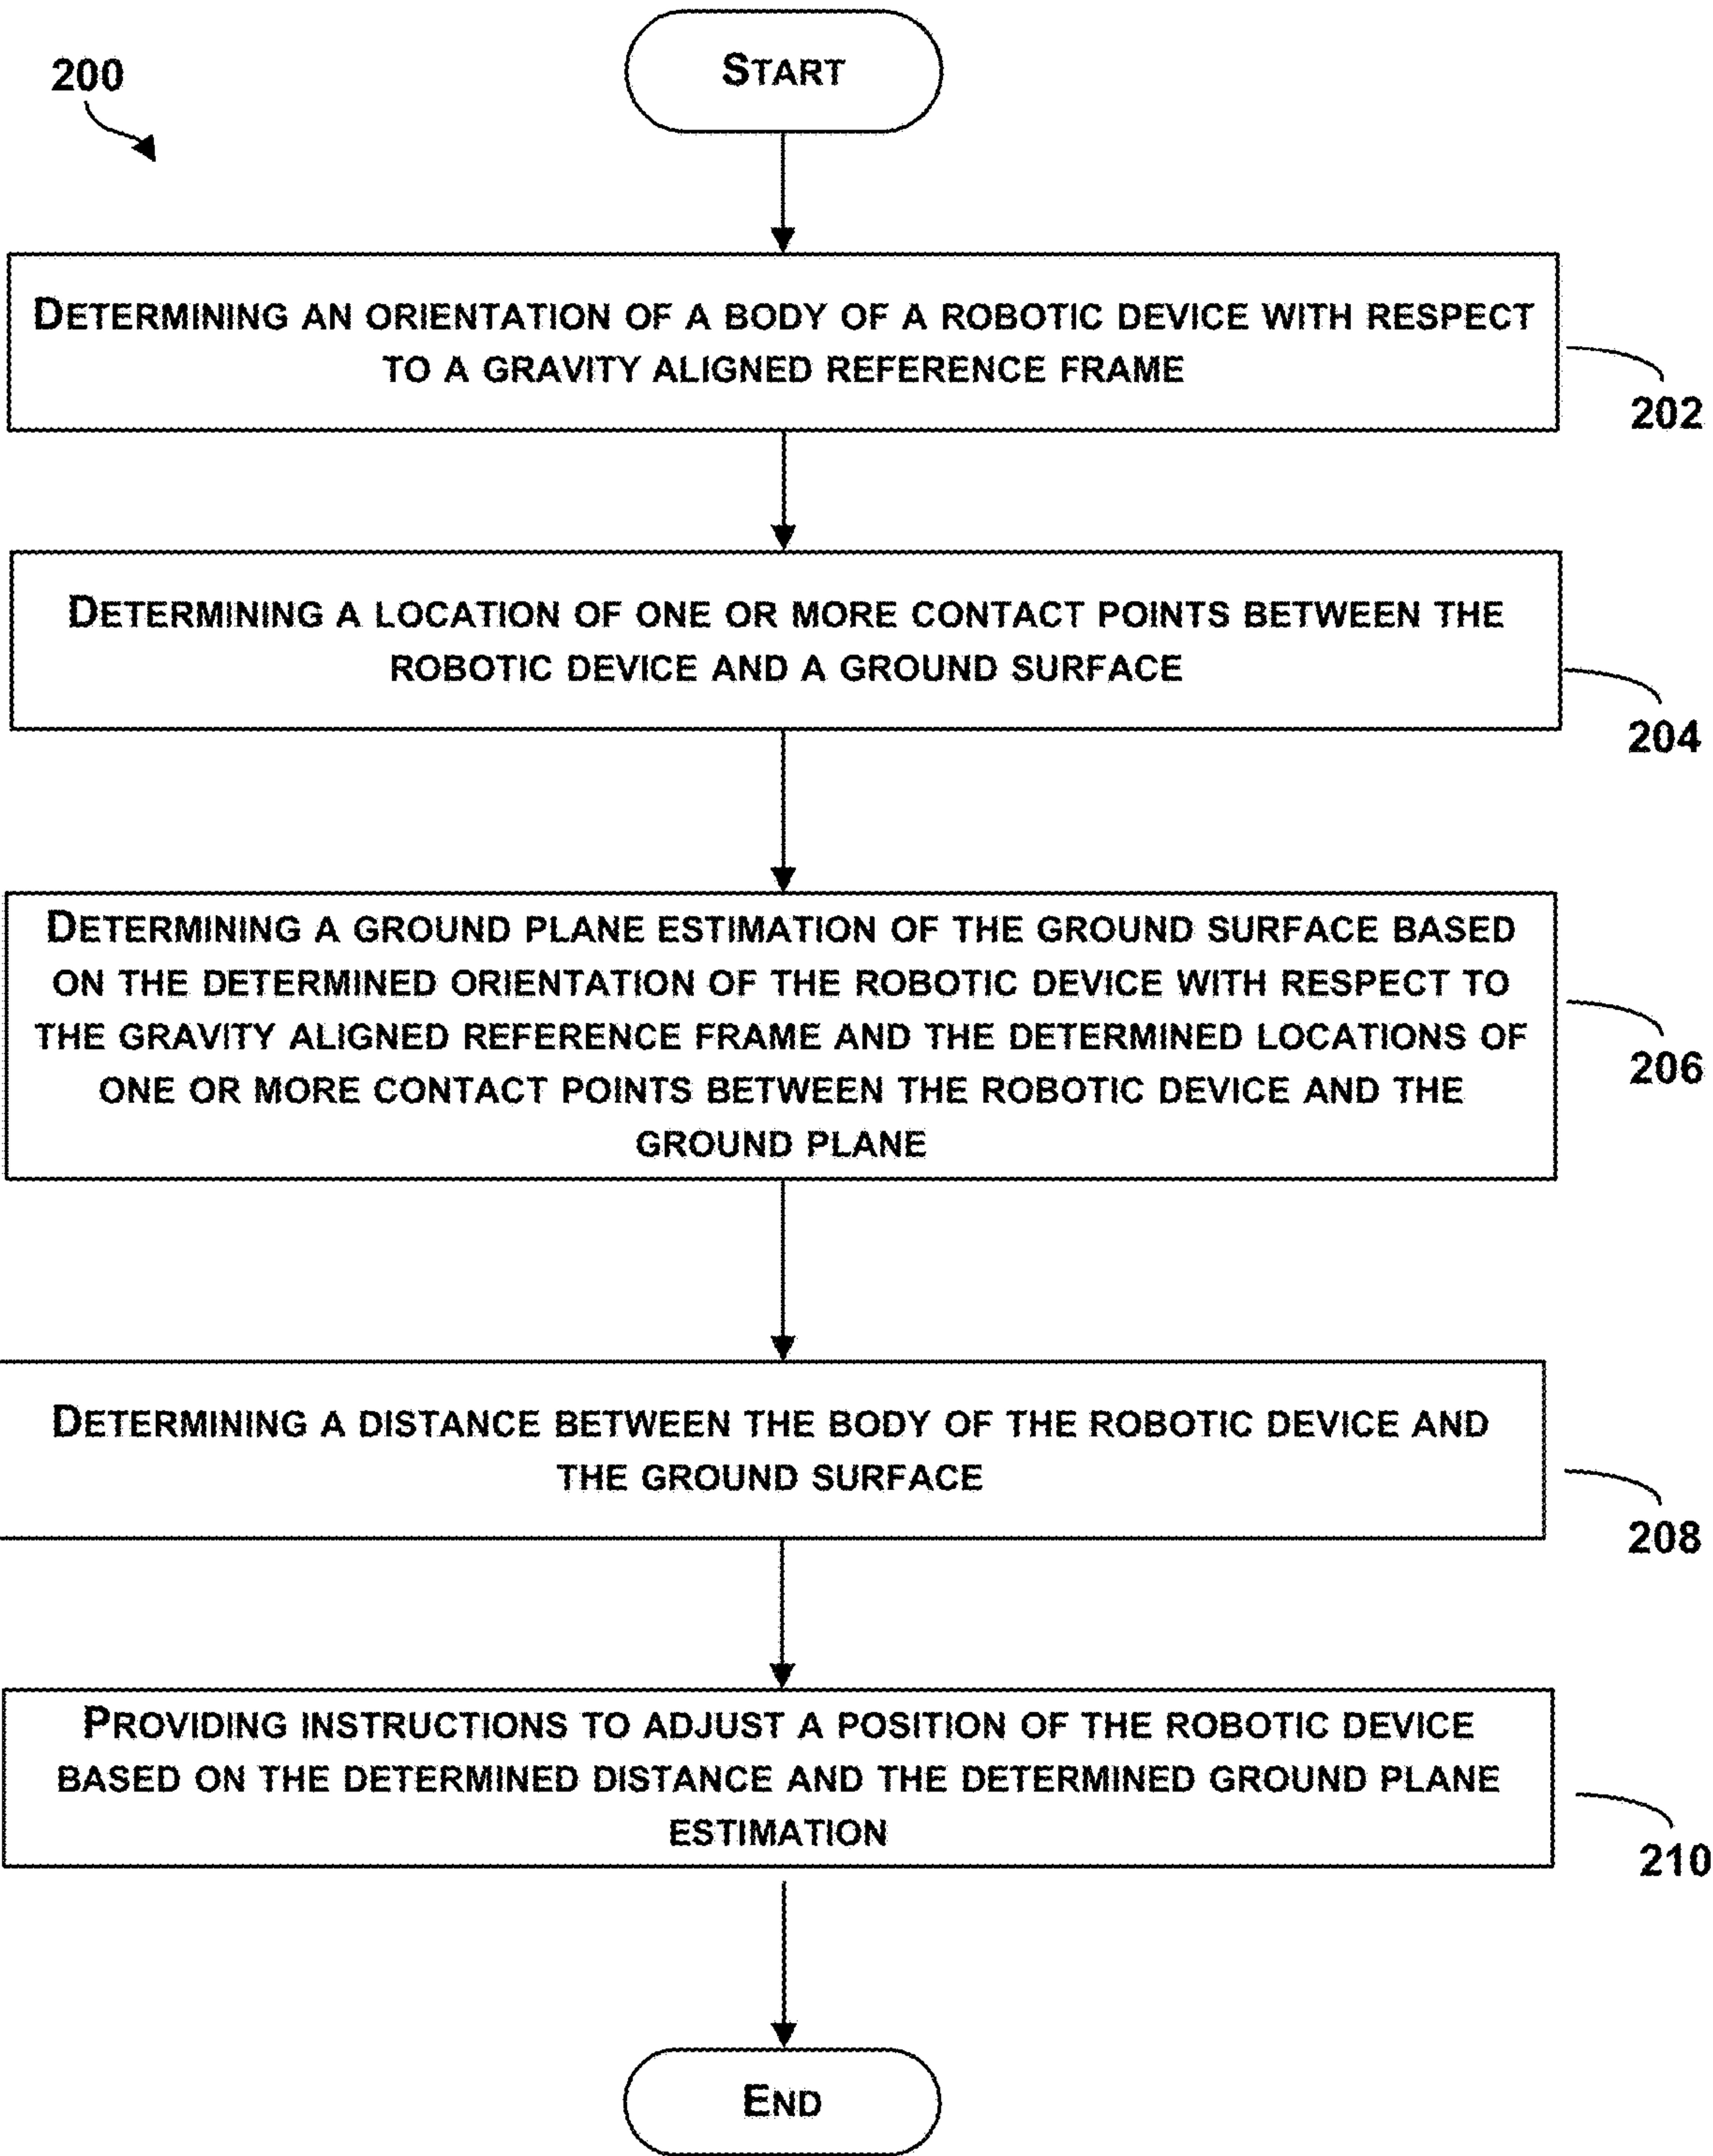 200
START
DETERMINING AN ORIENTATION OF A BODY OF A ROBOTIC DEVICE WITH RESPECT
TO A GRAVITY ALIGNED REFERENCE FRAME
202
DETERMINING A LOCATION OF ONE OR MORE CONTACT POINTS BETWEEN THE
ROBOTIC DEVICE AND A GROUND SURFACE
204
DETERMINING A GROUND PLANE ESTIMATION OF THE GROUND SURFACE BASED
ON THE DETERMINED ORIENTATION OF THE ROBOTIC DEVICE WITH RESPECT TO
THE GRAVITY ALIGNED REFERENCE FRAME AND THE DETERMINED LOCATIONS OF
ONE OR MORE CONTACT POINTS BETWEEN THE ROBOTIC DEVICE AND THE
GROUND PLANE
206
DETERMINING A DISTANCE BETWEEN THE BODY OF THE ROBOTIC DEVICE AND
THE GROUND SURFACE
208
PROVIDING INSTRUCTIONS TO ADJUST A POSITION OF THE ROBOTIC DEVICE
BASED ON THE DETERMINED DISTANCE AND THE DETERMINED GROUND PLANE
ESTIMATION
210
END